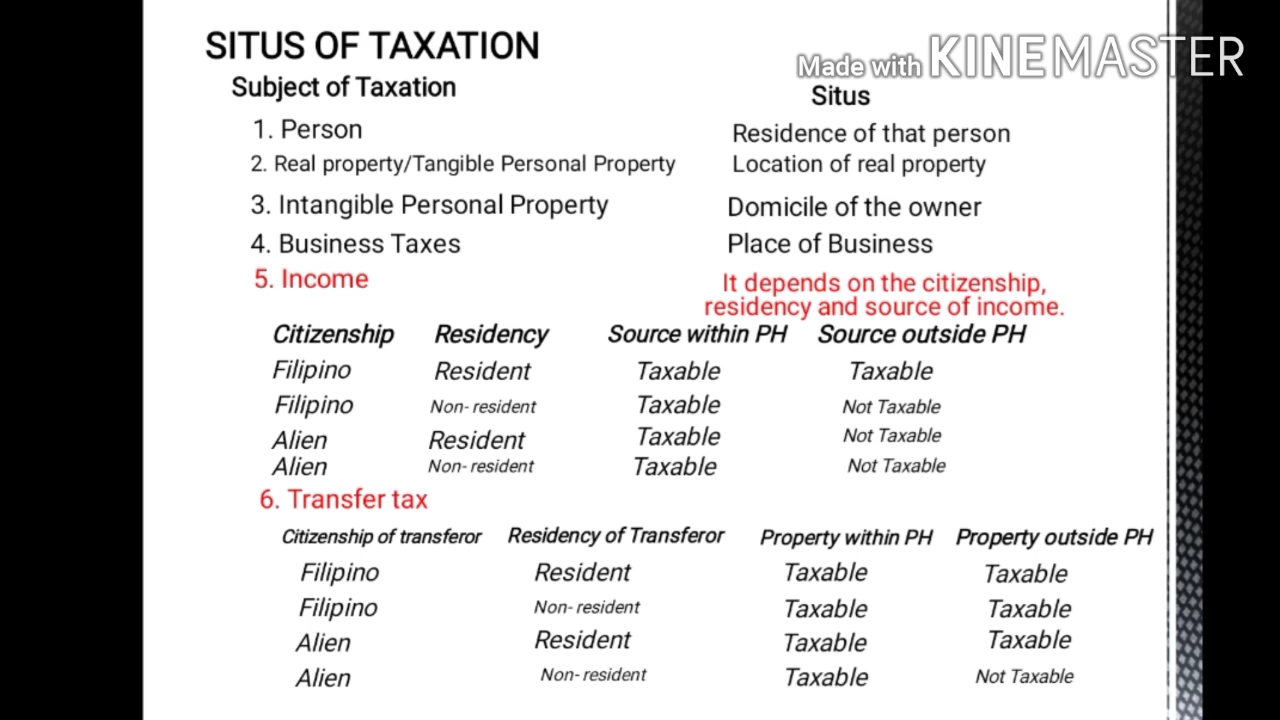 SITUS OF TAXATION
Made with KINEMASTER
Subject of Taxation Situs
1. Person Residence of that person
2. Real property/Tangible Personal Property Location of real property
3. Intangible Personal Property Domicile of the owner
4. Business Taxes Place of Business
5. Income It depends on the citizenship,
residency and source of income.
Citizenship Residency Source within PH Source outside PH
Filipino Resident Taxable Taxable
Filipino Non- resident Taxable Not Taxable
Alien Resident Taxable Not Taxable
Alien Non- resident Taxable Not Taxable
6. Transfer tax
Citizenship of transferor Residency of Transferor Property within PH Property outside PH
Filipino Resident Taxable Taxable
Filipino Non- resident Taxable Taxable
Alien Resident Taxable Taxable
Alien Non- resident Taxable Not Taxable